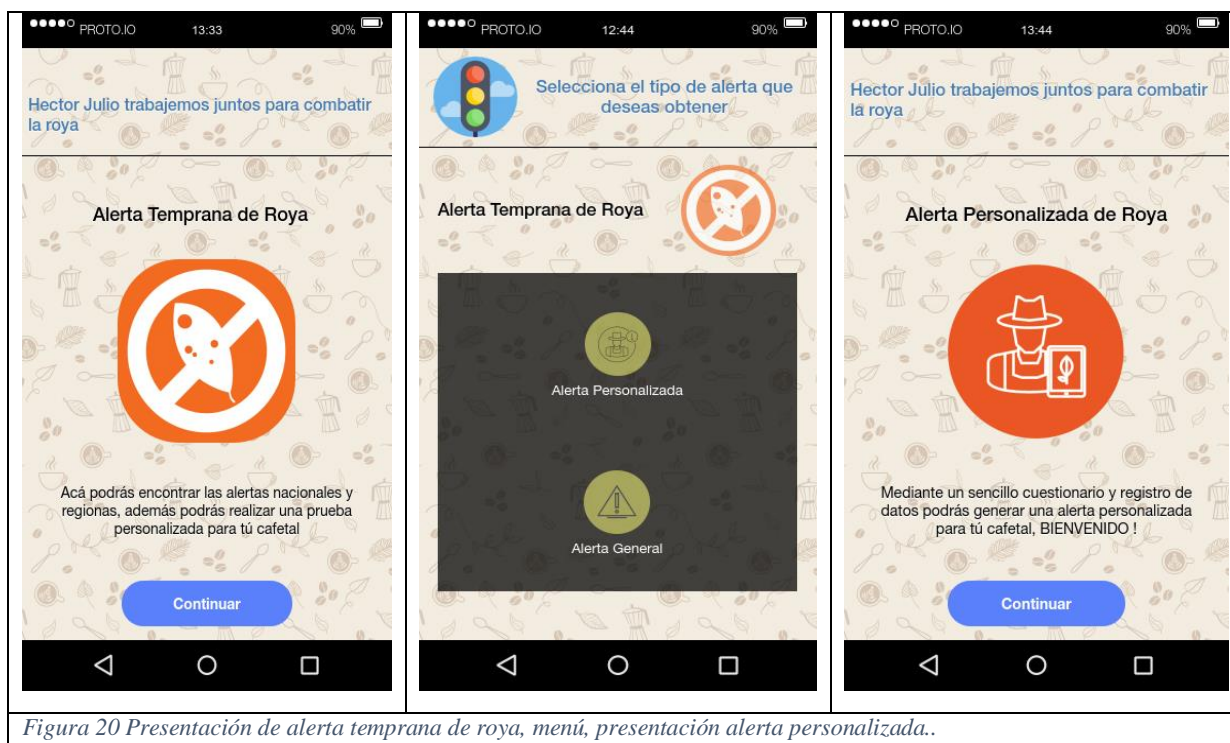 PROTO.IO 13:33 90%
Hector Julio trabajemos juntos para combatir
la roya
Alerta Temprana de Roya
Acá podrás encontrar las alertas nacionales y
regionas, además podrás realizar una prueba
personalizada para tú cafetal
Continuar
PROTO.IO 12:44 90%
Selecciona el tipo de alerta que
deseas obtener
Alerta Temprana de Roya
Alerta Personalizada
Alerta General
PROTO.IO 13:44 90%
Hector Julio trabajemos juntos para combatir
la roya
Alerta Personalizada de Roya
Mediante un sencillo cuestionario y registro de
datos podrás generar una alerta personalizada
para tú cafetal, BIENVENIDO !
Continuar
Figura 20 Presentación de alerta temprana de roya, menú, presentación alerta personalizada..